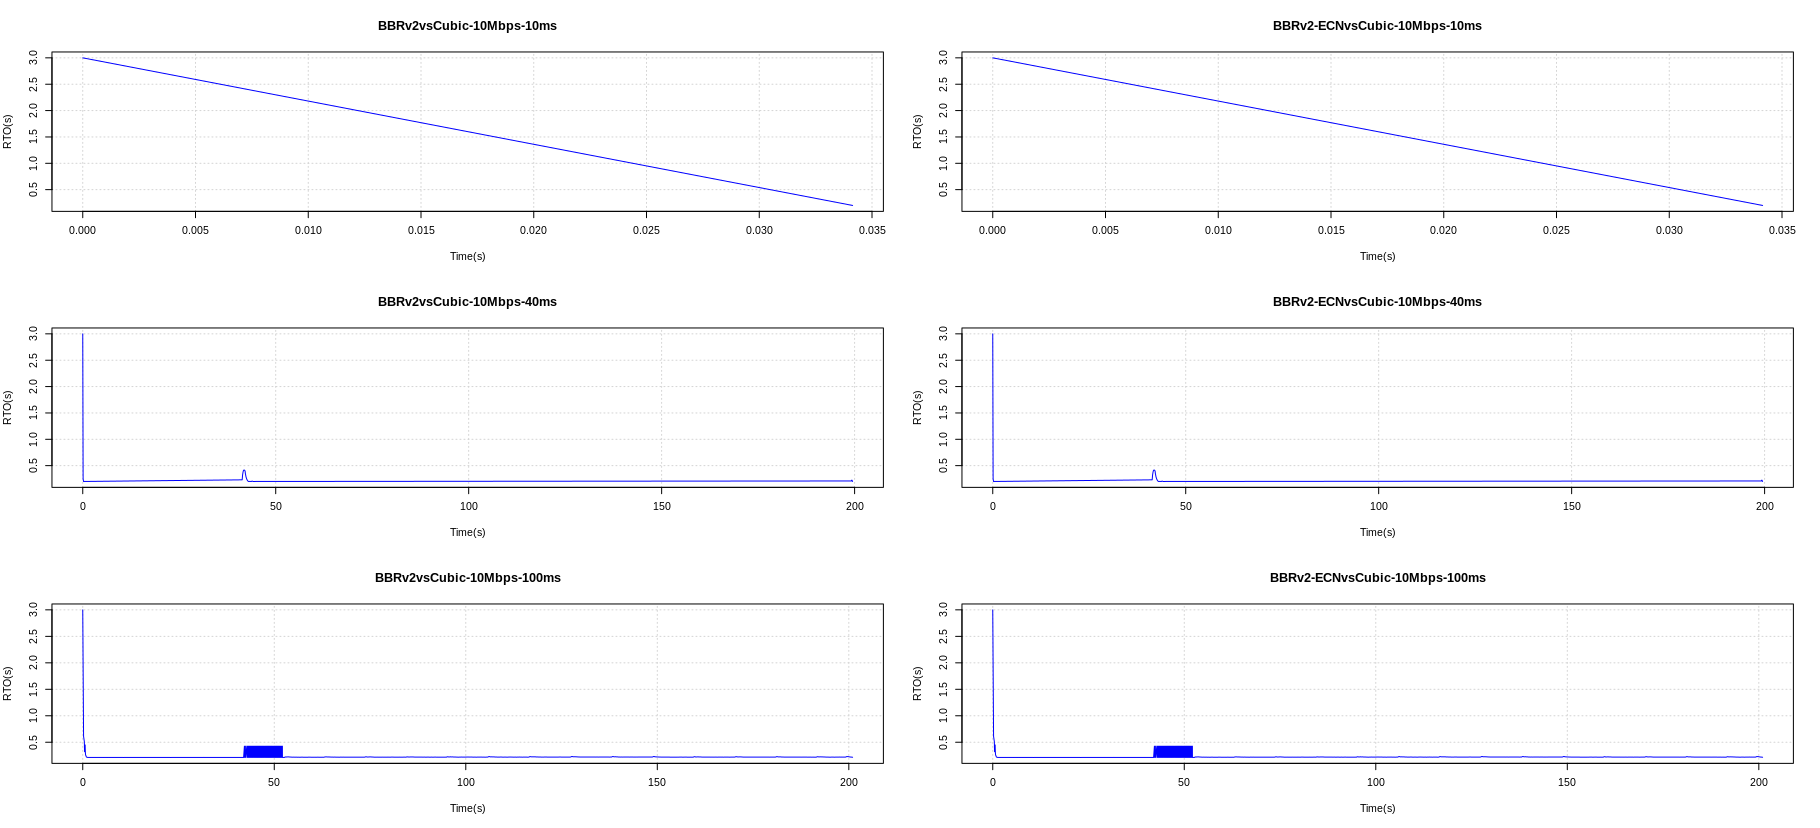 BBRv2vsCubic-10Mbps-10ms
RTO(s)
3.0
2.5
2.0
1.5
1.0
0.5
0.000 0.005 0.010 0.015 0.020 0.025 0.030 0.035
Time(s)
BBRv2-ECNvsCubic-10Mbps-10ms
RTO(s)
3.0
2.5
2.0
1.5
1.0
0.5
0.000 0.005 0.010 0.015 0.020 0.025 0.030 0.035
Time(s)
BBRv2vsCubic-10Mbps-40ms
RTO(s)
3.0
2.5
2.0
1.5
1.0
0.5
0 50 100 150 200
Time(s)
BBRv2-ECNvsCubic-10Mbps-40ms
RTO(s)
3.0
2.5
2.0
1.5
1.0
0.5
0 50 100 150 200
Time(s)
BBRv2vsCubic-10Mbps-100ms
RTO(s)
3.0
2.5
2.0
1.5
1.0
0.5
0 50 100 150 200
Time(s)
BBRv2-ECNvsCubic-10Mbps-100ms
RTO(s)
3.0
2.5
2.0
1.5
1.0
0.5
0 50 100 150 200
Time(s)